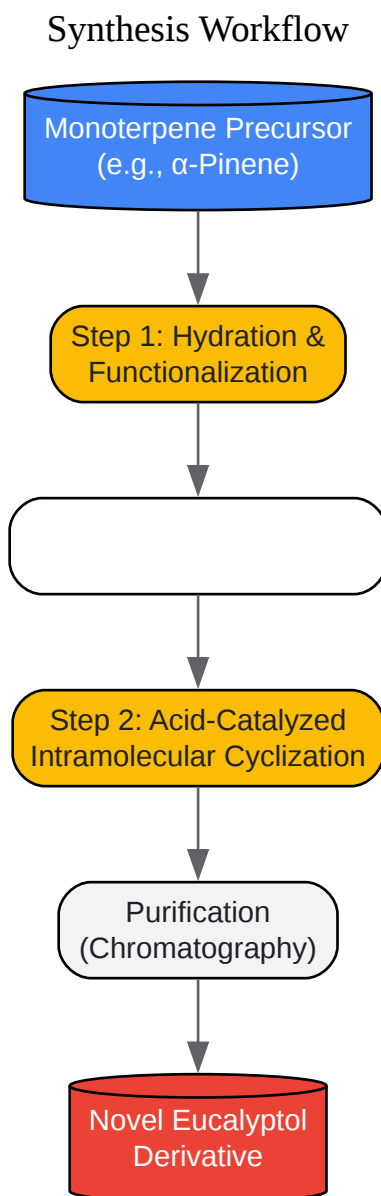 Synthesis Workflow
Monoterpene Precursor
(e.g., α-Pinene)
Step 1: Hydration &
Functionalization
Step 2: Acid-Catalyzed
Intramolecular Cyclization
Purification
(Chromatography)
Novel Eucalyptol
Derivative